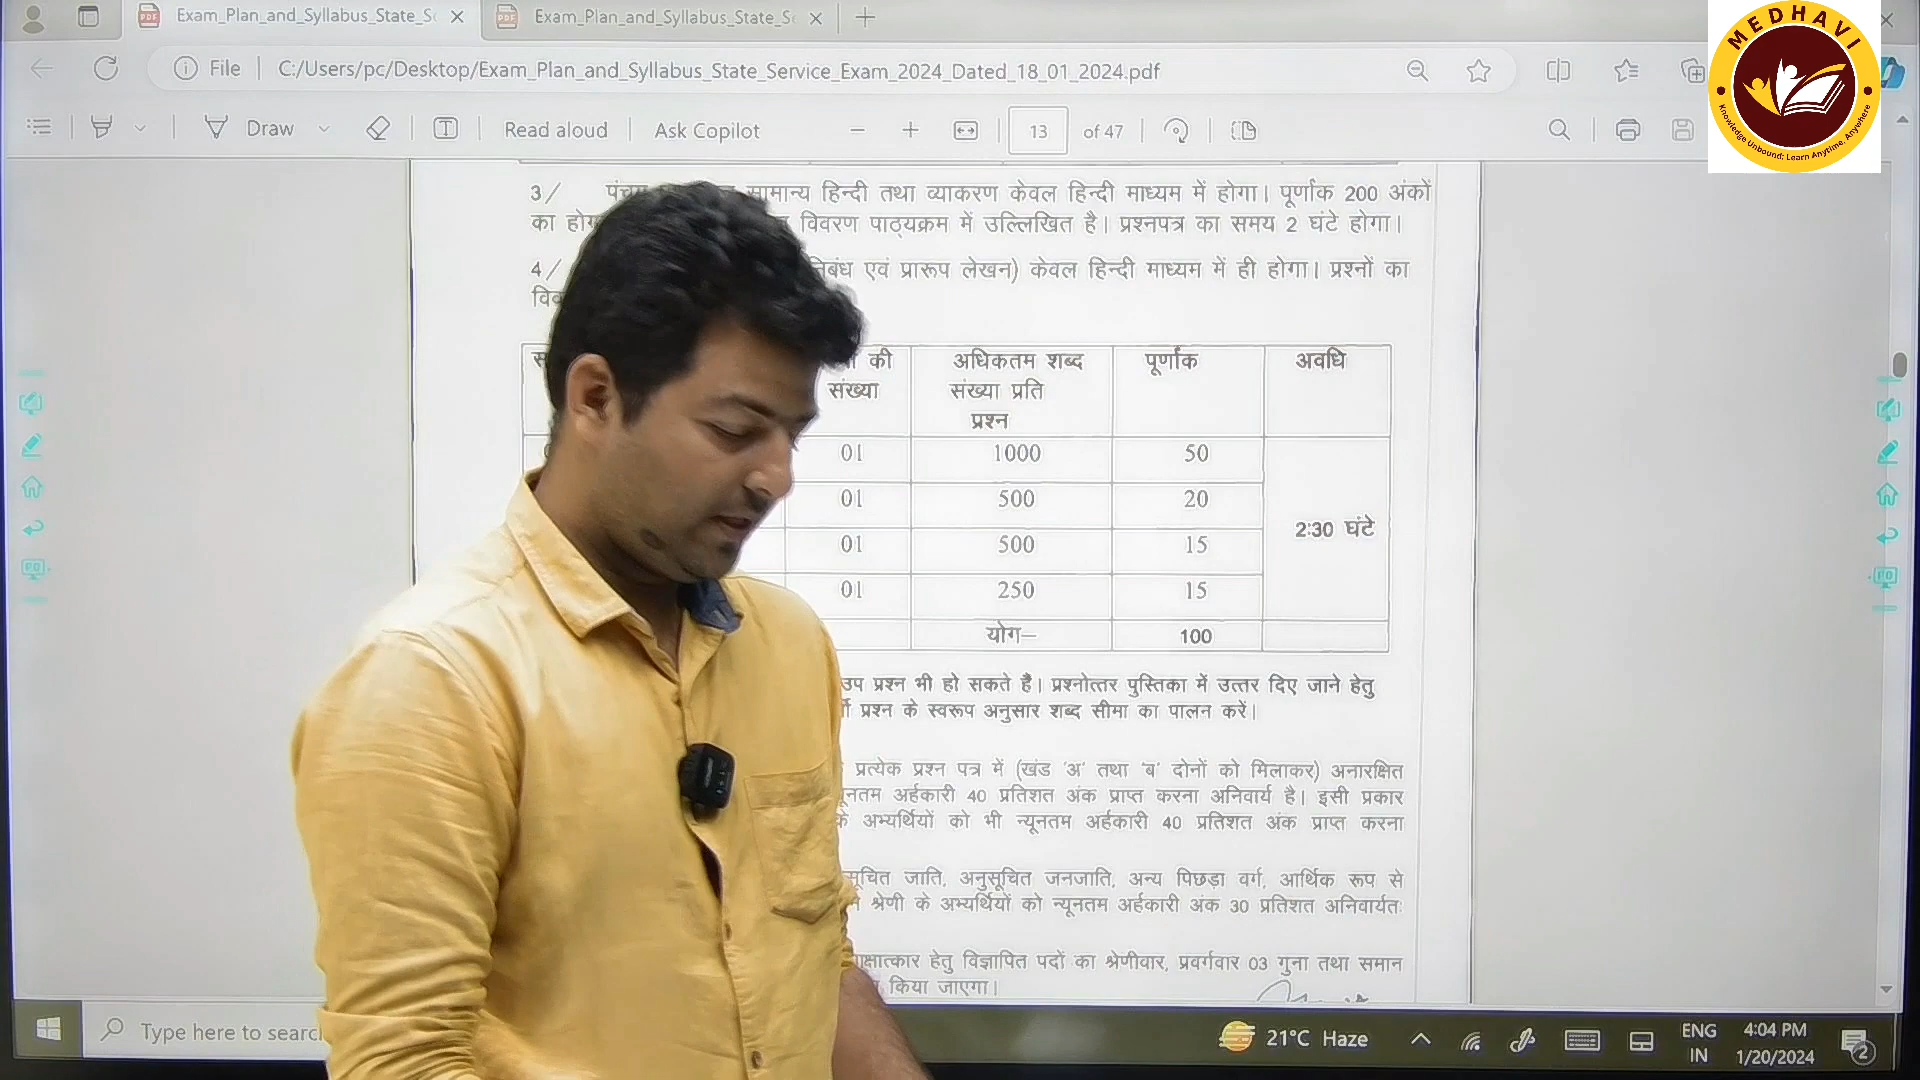 Exam_Plan_and_Syllabus_State_S
Exam_Plan_and_Syllabus_State_S
MEDHAVI
Knowledge Unbound: Learn Anytime, Anywhere
File
C:/Users/pc/Desktop/Exam_Plan_and_Syllabus_State_Service_Exam_2024_Dated_18_01_2024.pdf
Draw
Read aloud
Ask Copilot
13 of 47
3/ सामान्य हिन्दी तथा व्याकरण केवल हिन्दी माध्यम में होगा। पूर्णांक 200 अंकों
का विवरण पाठ्यक्रम में उल्लिखित है। प्रश्नपत्र का समय 2 घंटे होगा।
4/ एवं प्रारूप लेखन) केवल हिन्दी माध्यम में ही होगा। प्रश्नों का
की संख्या
अधिकतम शब्द संख्या प्रति प्रश्न
पूर्णांक
अवधि
01 1000 50
01 500 20
2:30 घंटे
01 500 15
01 250 15
योग– 100
उप प्रश्न भी हो सकते हैं। प्रश्नोत्तर पुस्तिका में उत्तर दिए जाने हेतु
प्रश्न के स्वरूप अनुसार शब्द सीमा का पालन करें।
प्रत्येक प्रश्न पत्र में (खंड 'अ' तथा 'ब' दोनों को मिलाकर) अनारक्षित
अर्हकारी 40 प्रतिशत अंक प्राप्त करना अनिवार्य है। इसी प्रकार
के अभ्यर्थियों को भी न्यूनतम अर्हकारी 40 प्रतिशत अंक प्राप्त करना
जाति, अनुसूचित जनजाति, अन्य पिछड़ा वर्ग, आर्थिक रूप से
श्रेणी के अभ्यर्थियों को न्यूनतम अर्हकारी अंक 30 प्रतिशत अनिवार्यतः
हेतु विज्ञापित पदों का श्रेणीवार, प्रवर्गवार 03 गुना तथा समान
किया जाएगा।
Type here to search
21°C Haze
ENG
IN
4:04 PM
1/20/2024
2